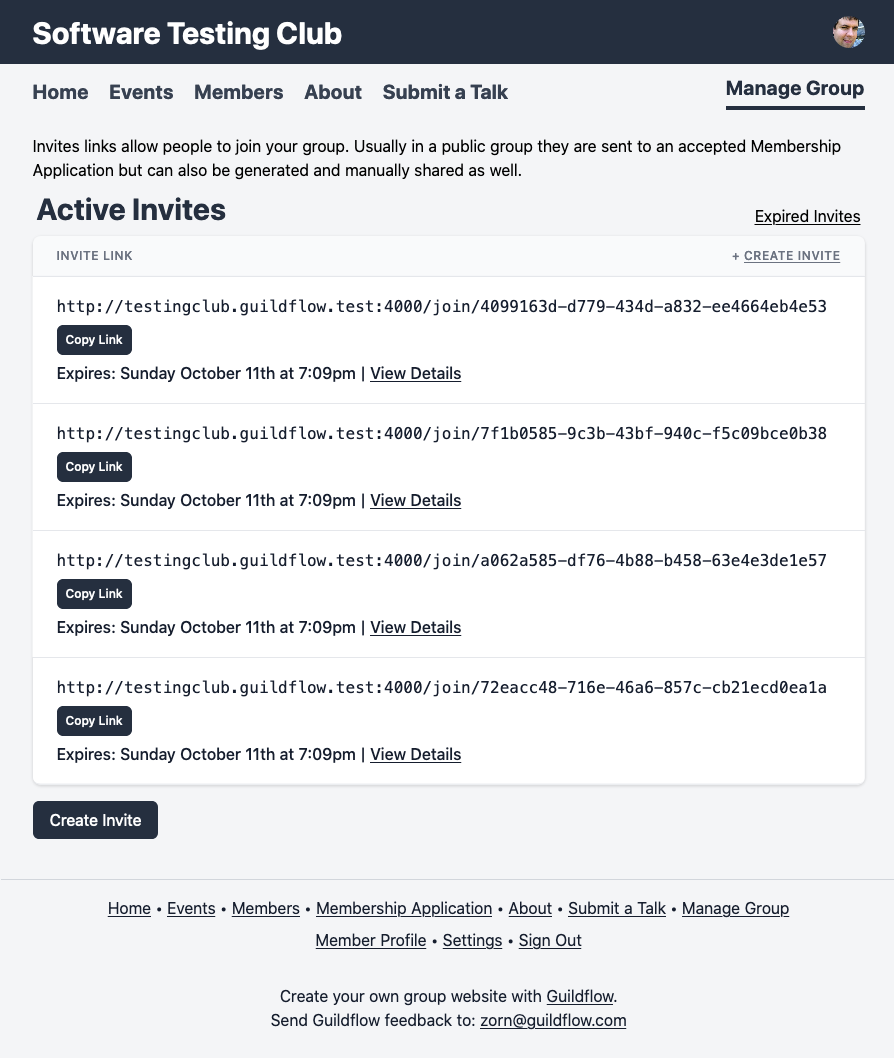 Software Testing Club
Home Events Members About Submit a Talk Manage Group
Invites links allow people to join your group. Usually in a public group they are sent to an accepted Membership
Application but can also be generated and manually shared as well.
Active Invites
Expired Invites
INVITE LINK + CREATE INVITE
http://testingclub.guildflow.test:4000/join/4099163d-d779-434d-a832-ee4664eb4e53
Copy Link
Expires: Sunday October 11th at 7:09pm | View Details
http://testingclub.guildflow.test:4000/join/7f1b0585-9c3b-43bf-940c-f5c09bce0b38
Copy Link
Expires: Sunday October 11th at 7:09pm | View Details
http://testingclub.guildflow.test:4000/join/a062a585-df76-4b88-b458-63e4e3de1e57
Copy Link
Expires: Sunday October 11th at 7:09pm | View Details
http://testingclub.guildflow.test:4000/join/72eacc48-716e-46a6-857c-cb21ecd0ea1a
Copy Link
Expires: Sunday October 11th at 7:09pm | View Details
Create Invite
Home • Events • Members • Membership Application • About • Submit a Talk • Manage Group
Member Profile • Settings • Sign Out
Create your own group website with Guildflow.
Send Guildflow feedback to: zorn@guildflow.com